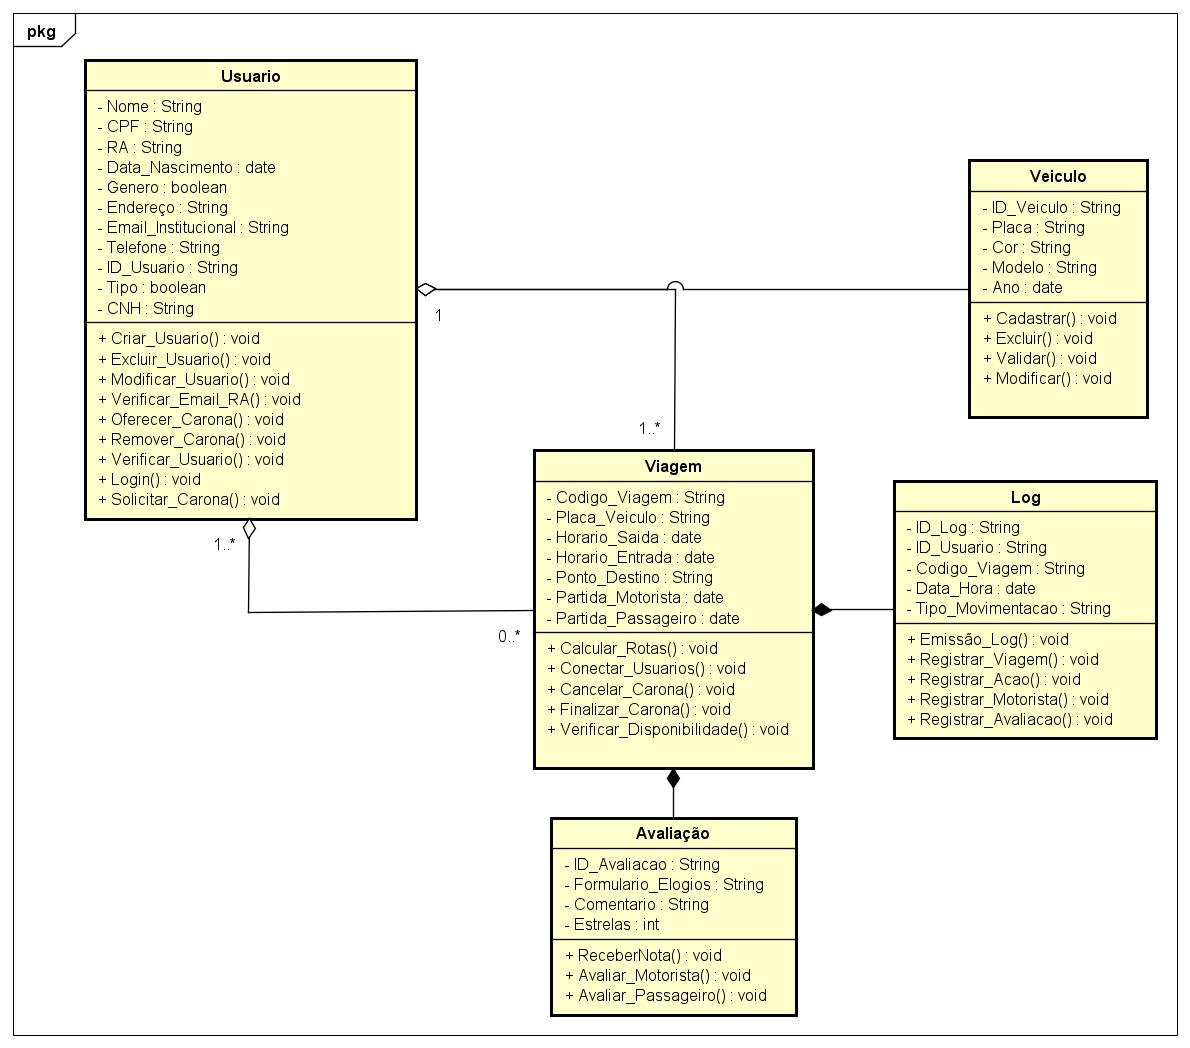 pkg
Usuario
- Nome : String
- CPF : String
- RA : String
- Data_Nascimento : date
- Genero : boolean
- Endereço : String
- Email_Institucional : String
- Telefone : String
- ID_Usuario : String
- Tipo : boolean
- CNH : String
+ Criar_Usuario() : void
+ Excluir_Usuario() : void
+ Modificar_Usuario() : void
+ Verificar_Email_RA() : void
+ Oferecer_Carona() : void
+ Remover_Carona() : void
+ Verificar_Usuario() : void
+ Login() : void
+ Solicitar_Carona() : void
1
1..*
1..*
0..*
Veiculo
- ID_Veiculo : String
- Placa : String
- Cor : String
- Modelo : String
- Ano : date
+ Cadastrar() : void
+ Excluir() : void
+ Validar() : void
+ Modificar() : void
Viagem
- Codigo_Viagem : String
- Placa_Veiculo : String
- Horario_Saida : date
- Horario_Entrada : date
- Ponto_Destino : String
- Partida_Motorista : date
- Partida_Passageiro : date
+ Calcular_Rotas() : void
+ Conectar_Usuarios() : void
+ Cancelar_Carona() : void
+ Finalizar_Carona() : void
+ Verificar_Disponibilidade() : void
Log
- ID_Log : String
- ID_Usuario : String
- Codigo_Viagem : String
- Data_Hora : date
- Tipo_Movimentacao : String
+ Emissão_Log() : void
+ Registrar_Viagem() : void
+ Registrar_Acao() : void
+ Registrar_Motorista() : void
+ Registrar_Avaliacao() : void
Avaliação
- ID_Avaliacao : String
- Formulario_Elogios : String
- Comentario : String
- Estrelas : int
+ ReceberNota() : void
+ Avaliar_Motorista() : void
+ Avaliar_Passageiro() : void